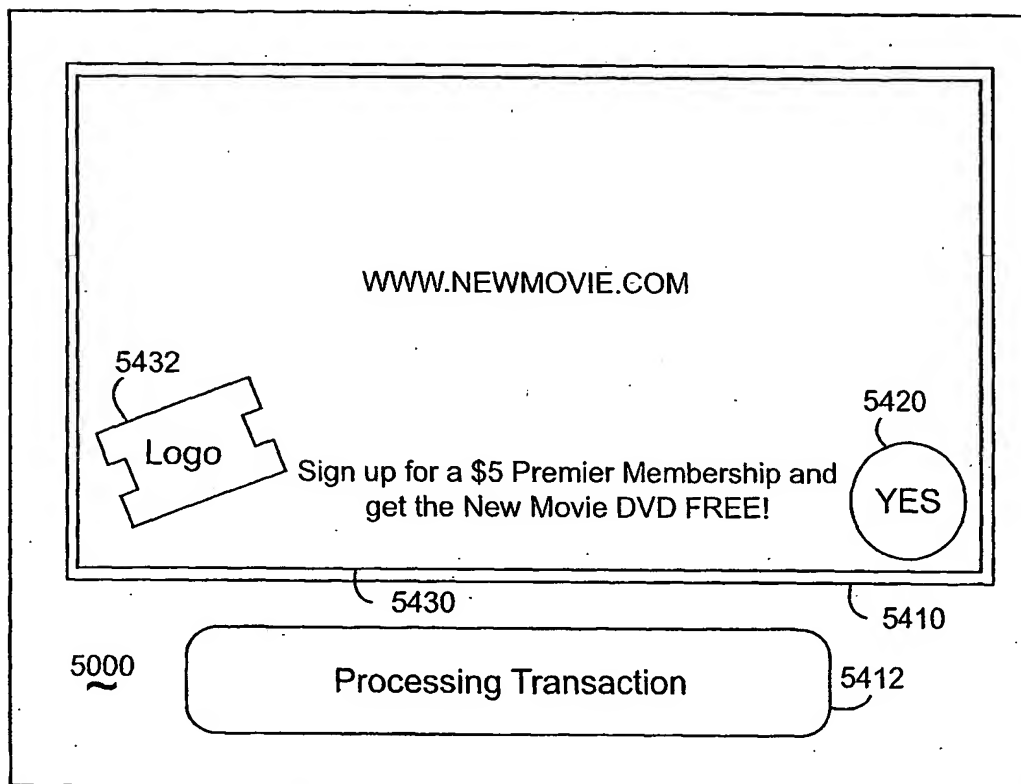 WWW.NEWMOVIE.COM
5432
Logo
5420
Sign up for a $5 Premier Membership and
get the New Movie DVD FREE!
YES
5430
5410
5000
Processing Transaction
5412